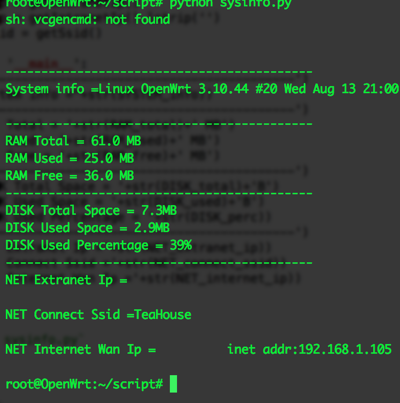 root@OpenWrt:~/script# python sysinfo.py
sh: vcgencmd: not found
'__main__':
----------------------------------------
System info =Linux OpenWrt 3.10.44 #20 Wed Aug 13 21:00
----------------------------------------
RAM Total = 61.0 MB
RAM Used = 25.0 MB
RAM Free = 36.0 MB
----------------------------------------
DISK Total Space = 7.3MB
DISK Used Space = 2.9MB
DISK Used Percentage = 39%
----------------------------------------
NET Extranet Ip =
NET Connect Ssid =TeaHouse
NET Internet Wan Ip = inet addr:192.168.1.105
root@OpenWrt:~/script#